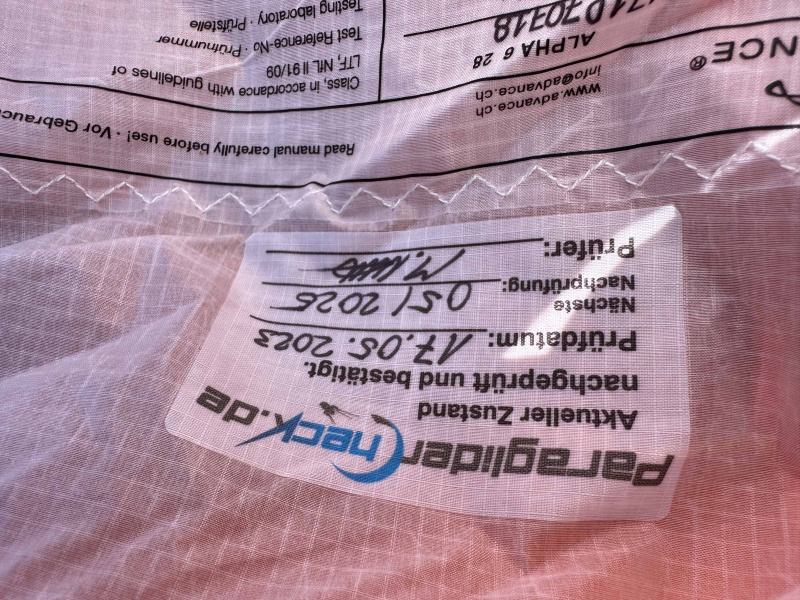 ParagliderCheck.de
Aktueller Zustand
nachgeprüft und bestätigt.
Prüfdatum: 17.05.2023
Nächste
Nachprüfung: 05/2025
Prüfer: M.
Read manual carefully before use! · Vor Gebrauc
NCE®
www.advance.ch
info@advance.ch
ALPHA 6 28
Class, in accordance with guidelines of
LTF, NfL II 91/09
Test Reference-No · Prüfnummer
Testing laboratory · Prüfstelle